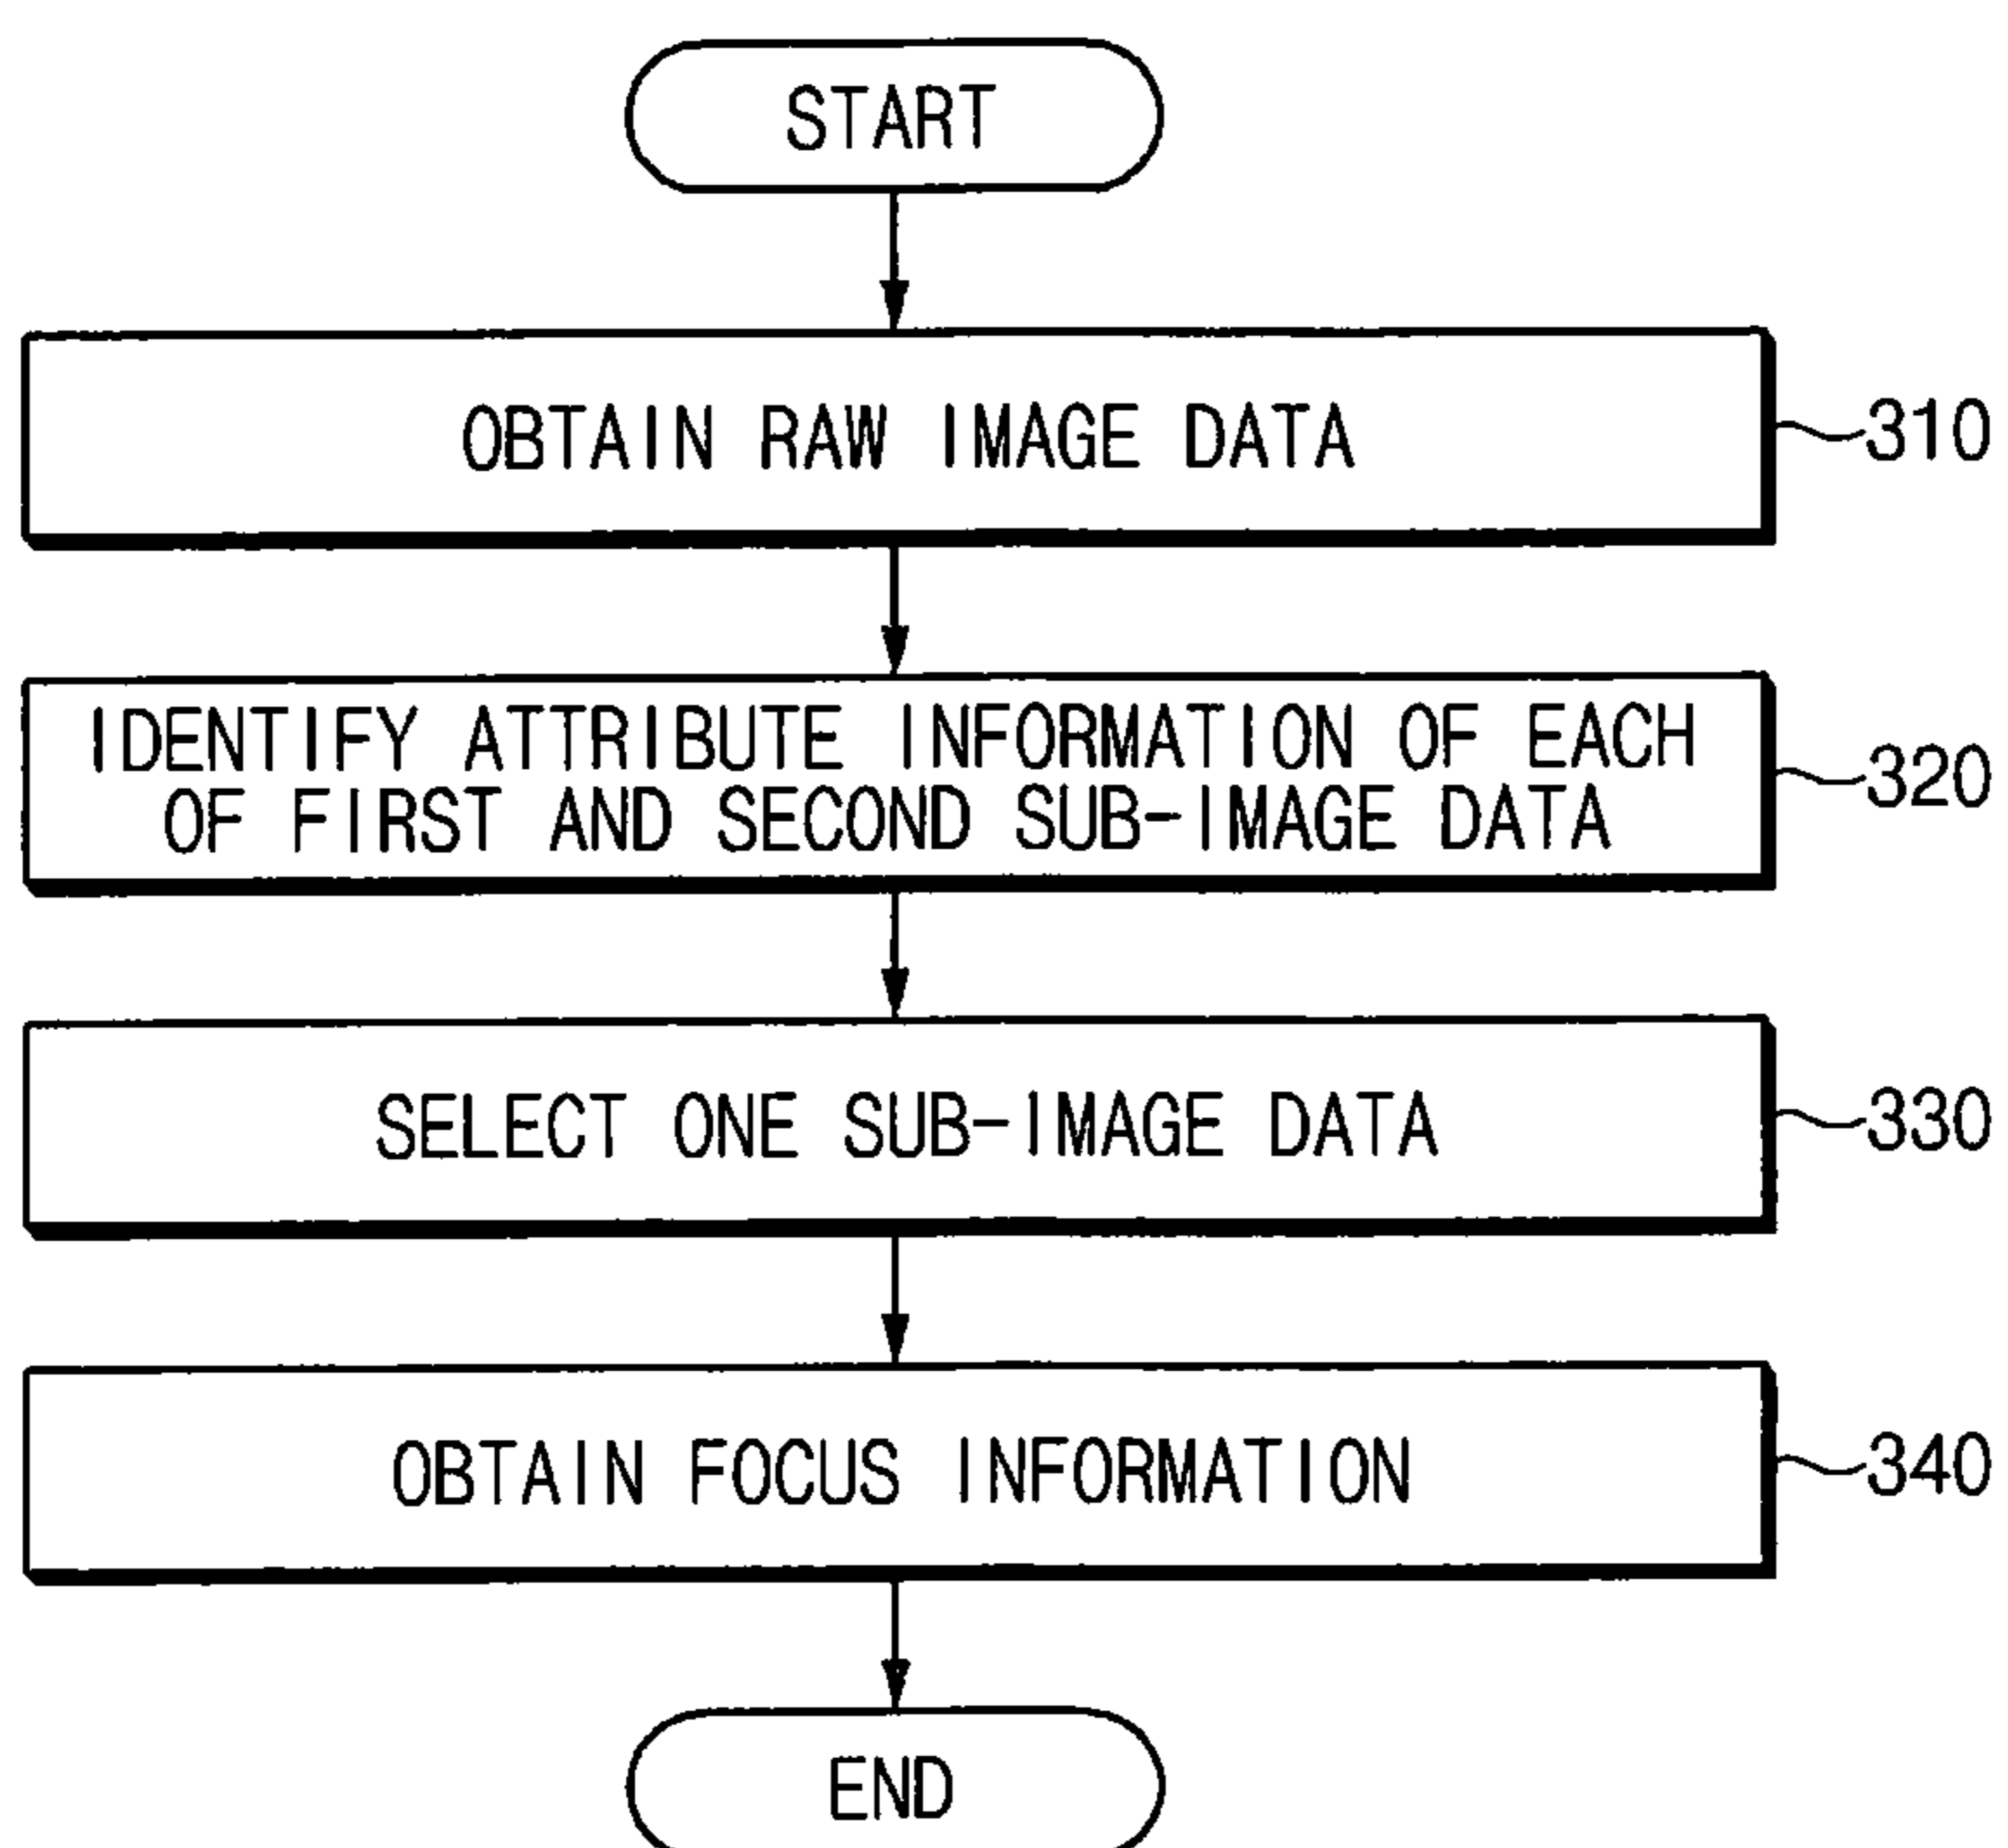 START
OBTAIN RAW IMAGE DATA
310
IDENTIFY ATTRIBUTE INFORMATION OF EACH
OF FIRST AND SECOND SUB-IMAGE DATA
320
SELECT ONE SUB-IMAGE DATA
330
OBTAIN FOCUS INFORMATION
340
END